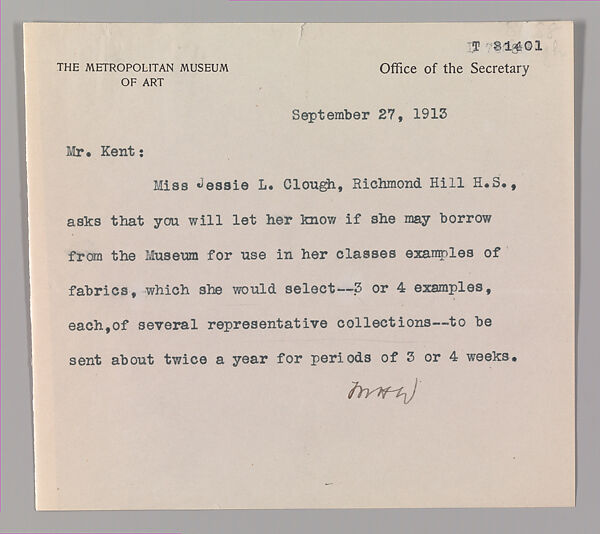 T 81401
THE METROPOLITAN MUSEUM
OF ART
Office of the Secretary
September 27, 1913
Mr. Kent:
Miss Jessie L. Clough, Richmond Hill H.S.,
asks that you will let her know if she may borrow
from the Museum for use in her classes examples of
fabrics, which she would select--3 or 4 examples,
each,of several representative collections--to be
sent about twice a year for periods of 3 or 4 weeks.